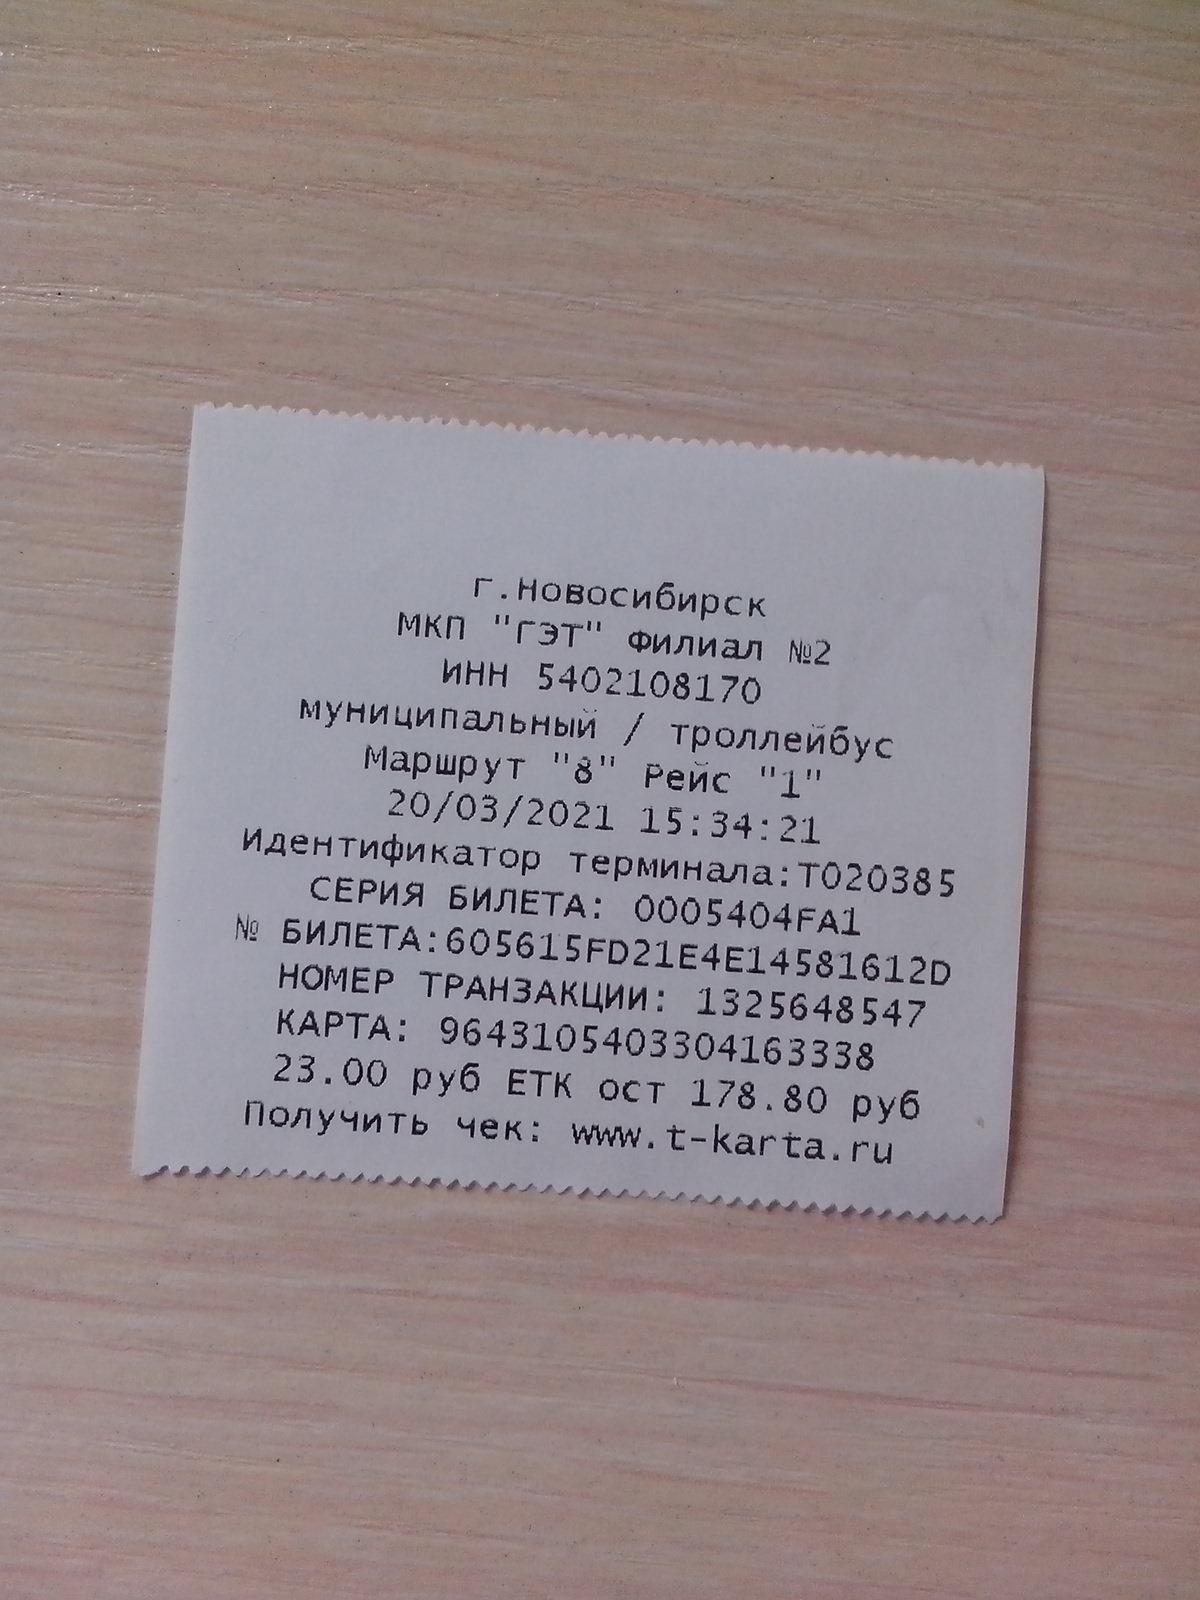 г.Новосибирск
МКП "ГЭТ" Филиал №2
ИНН 5402108170
муниципальный / троллейбус
Маршрут "8" Рейс "1"
20/03/2021 15:34:21
Идентификатор терминала:T020385
СЕРИЯ БИЛЕТА: 0005404FA1
№ БИЛЕТА:605615FD21E4E14581612D
НОМЕР ТРАНЗАКЦИИ: 1325648547
КАРТА: 9643105403304163338
23.00 руб ЕТК ост 178.80 руб
Получить чек: www.t-karta.ru